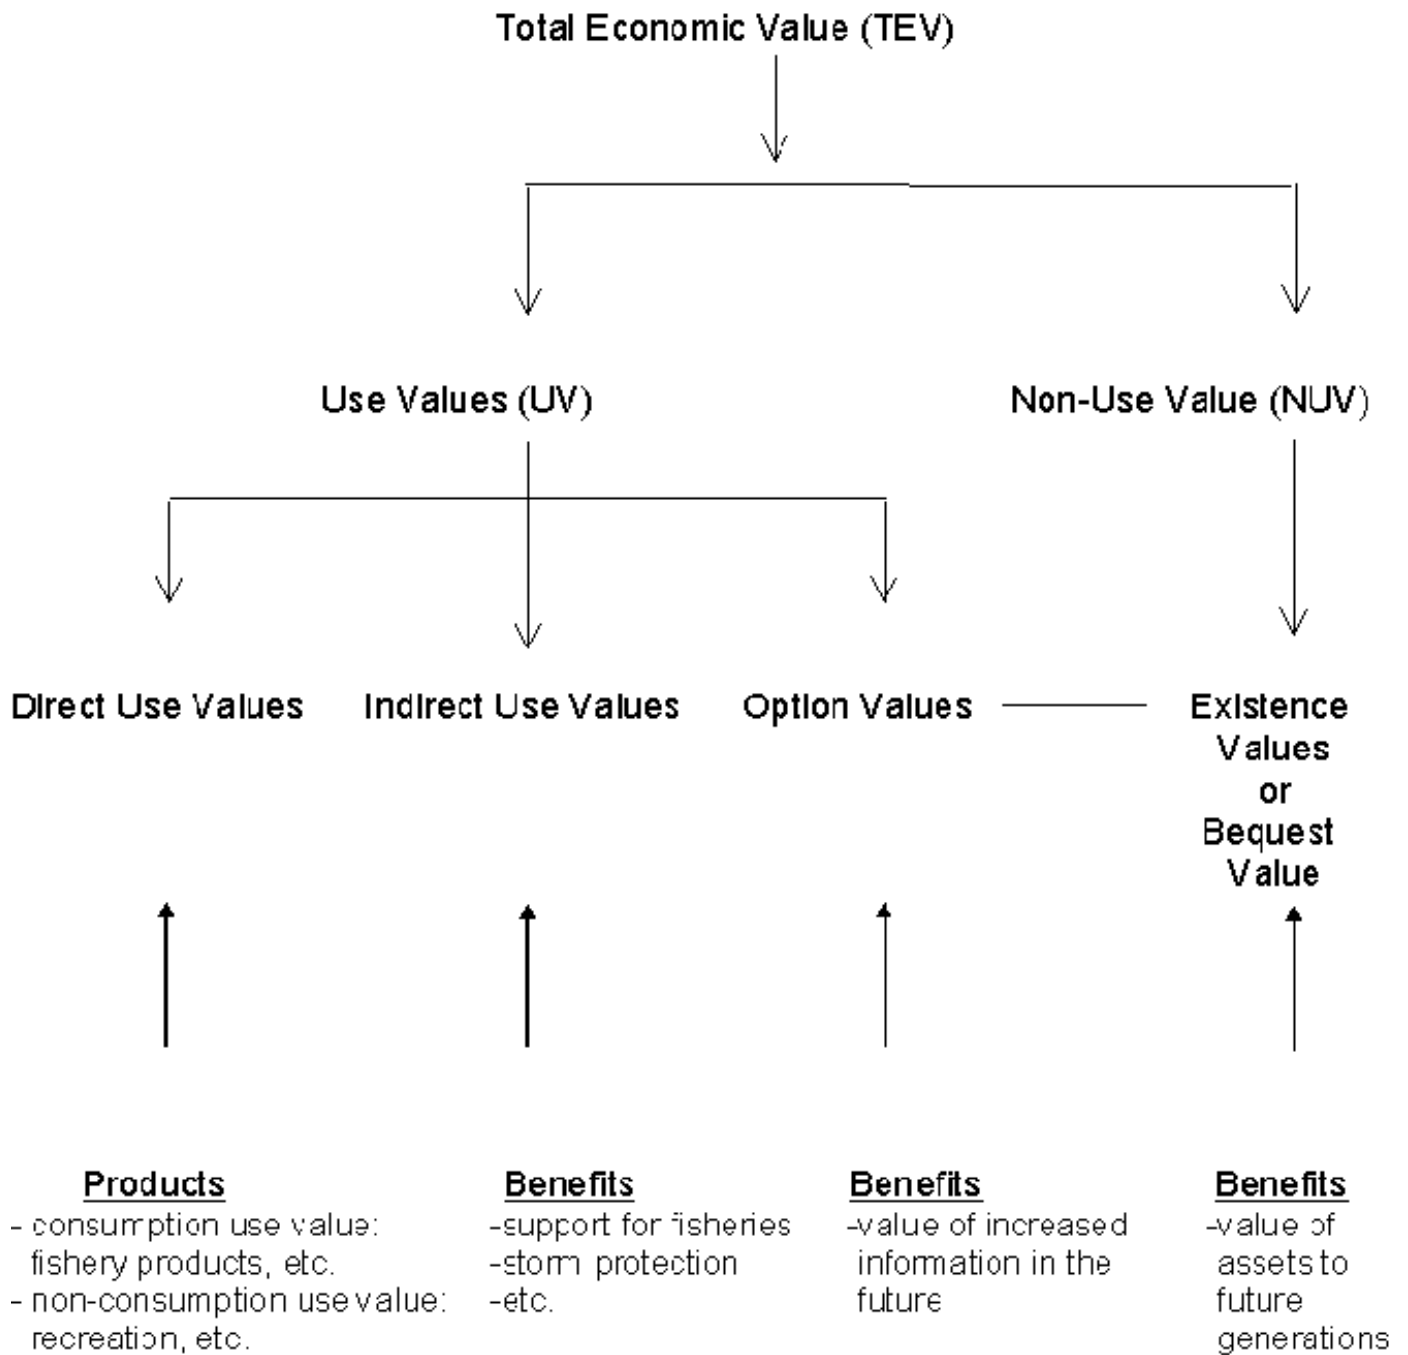 Total Economic Value (TEV)
Use Values (UV)
Non-Use Value (NUV)
Direct Use Values
Indirect Use Values
Option Values
Existence
Values
or
Bequest
Value
Products
- consumption use value:
fishery products, etc.
- non-consumption use value:
recreation, etc.
Benefits
-support for fisheries
-storm protection
-etc.
Benefits
-value of increased
information in the
future
Benefits
-value of
assets to
future
generations